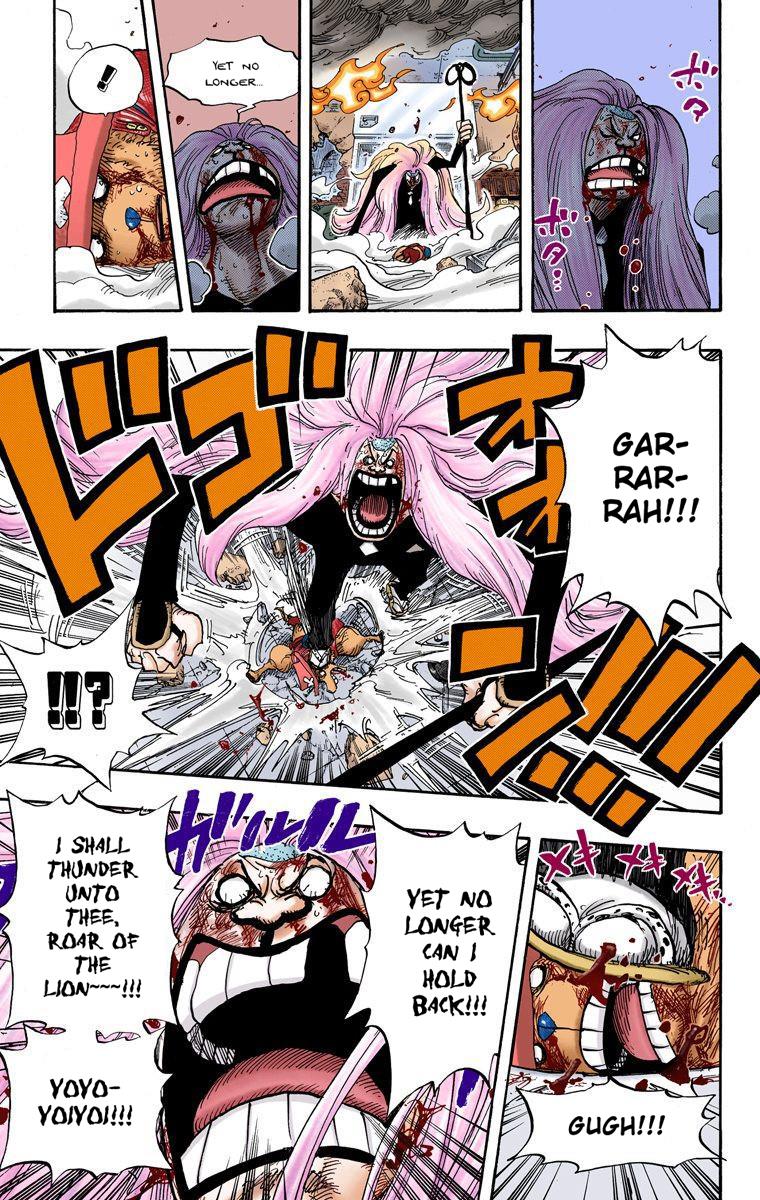 ボタ
ボタ…
YET NO
LONGER...
!!
GAR-
RAR-
RAH!!!
ドゴオオン!!!
!!?
メキメキメキ…
GUGH!!!
YET NO
LONGER
CAN I
HOLD
BACK!!!
ガルルル
I SHALL
THUNDER
UNTO
THEE,
ROAR OF
THE
LION~~~!!!
YOYO-
YOIYOI!!!